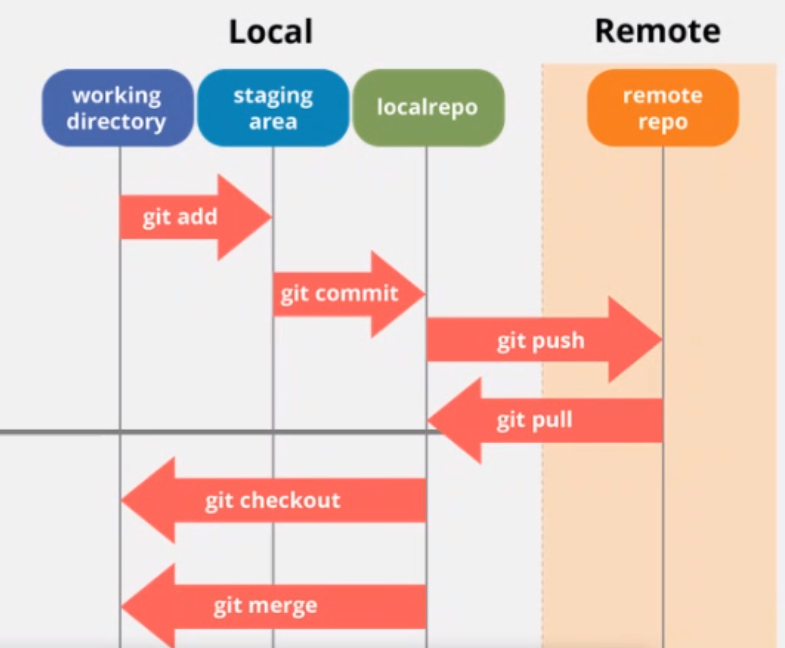 Local
Remote
working
directory
staging
area
localrepo
remote
repo
git add
git commit
git push
git pull
git checkout
git merge